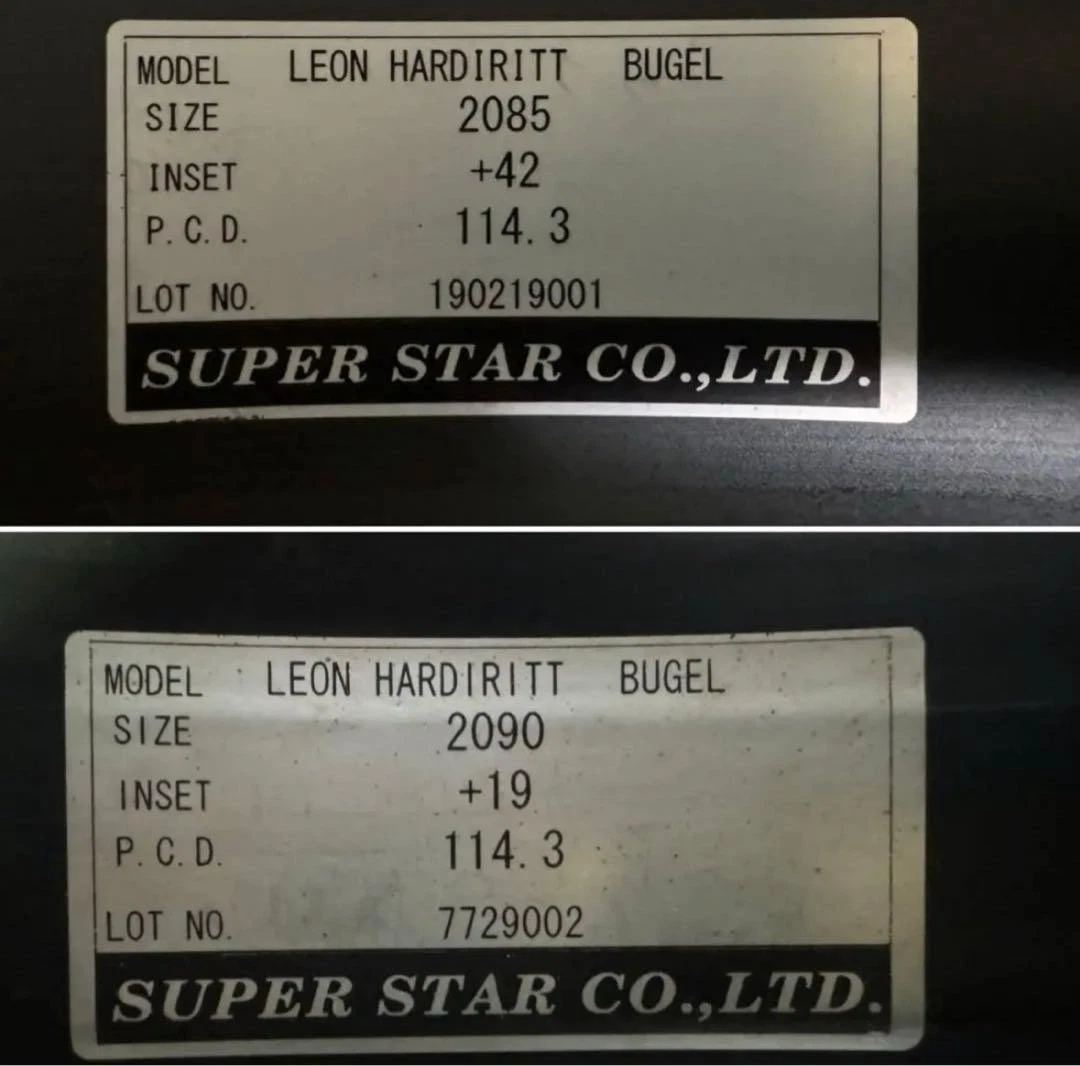 MODEL LEON HARDIRITT BUGEL
SIZE 2085
INSET +42
P.C.D. 114.3
LOT NO. 190219001
SUPER STAR CO.,LTD.
MODEL LEON HARDIRITT BUGEL
SIZE 2090
INSET +19
P.C.D. 114.3
LOT NO. 7729002
SUPER STAR CO.,LTD.